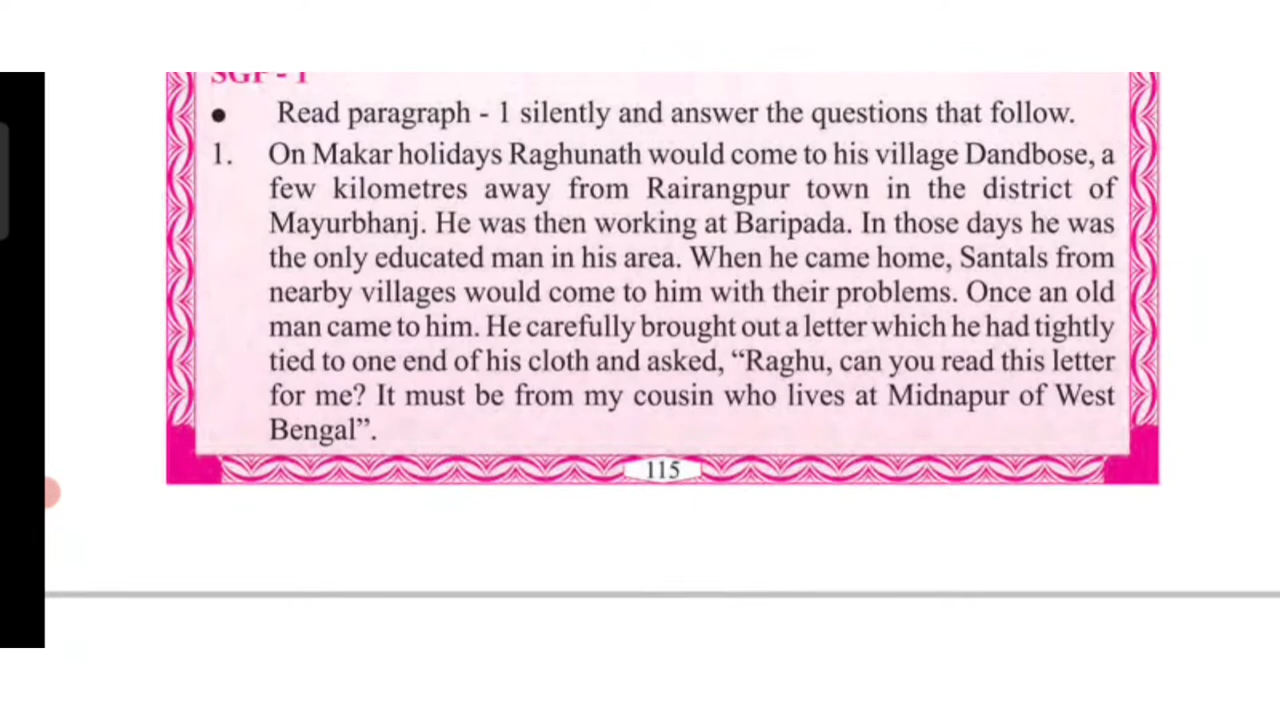 SGP - 1
● Read paragraph - 1 silently and answer the questions that follow.
1. On Makar holidays Raghunath would come to his village Dandbose, a
few kilometres away from Rairangpur town in the district of
Mayurbhanj. He was then working at Baripada. In those days he was
the only educated man in his area. When he came home, Santals from
nearby villages would come to him with their problems. Once an old
man came to him. He carefully brought out a letter which he had tightly
tied to one end of his cloth and asked, “Raghu, can you read this letter
for me? It must be from my cousin who lives at Midnapur of West
Bengal”.
115